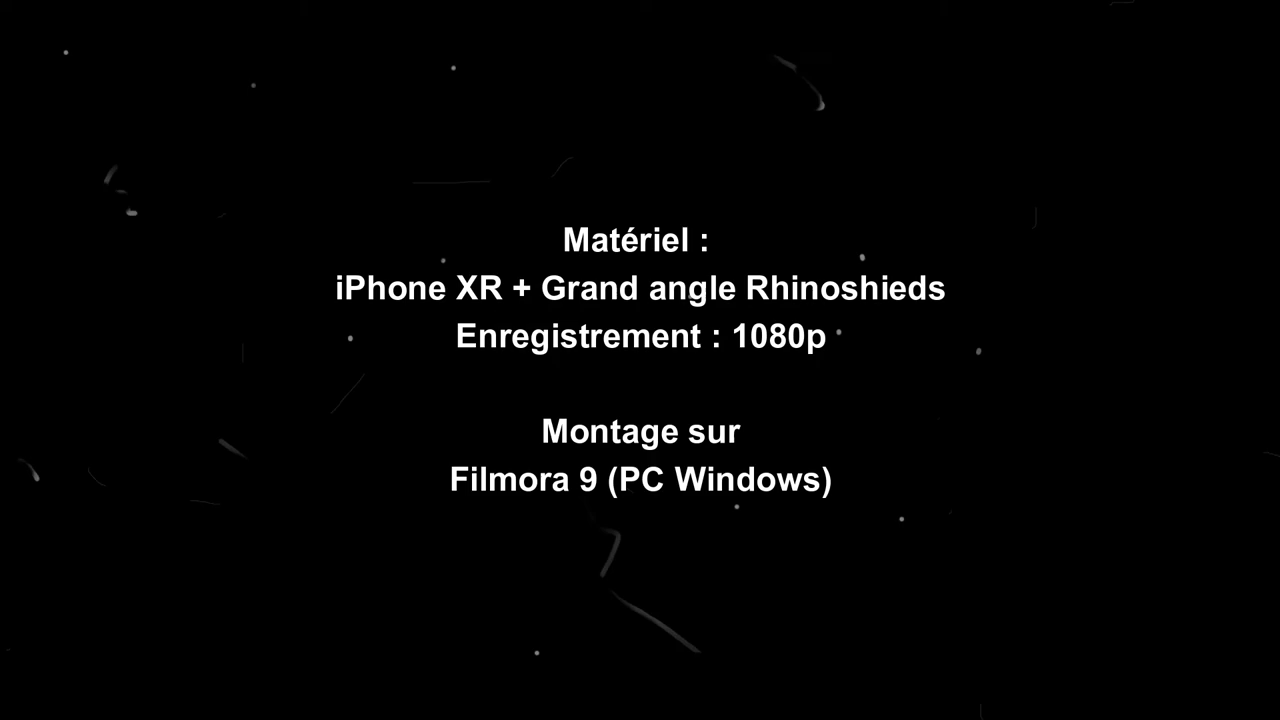 Matériel :
iPhone XR + Grand angle Rhinoshieds
Enregistrement : 1080p
Montage sur
Filmora 9 (PC Windows)